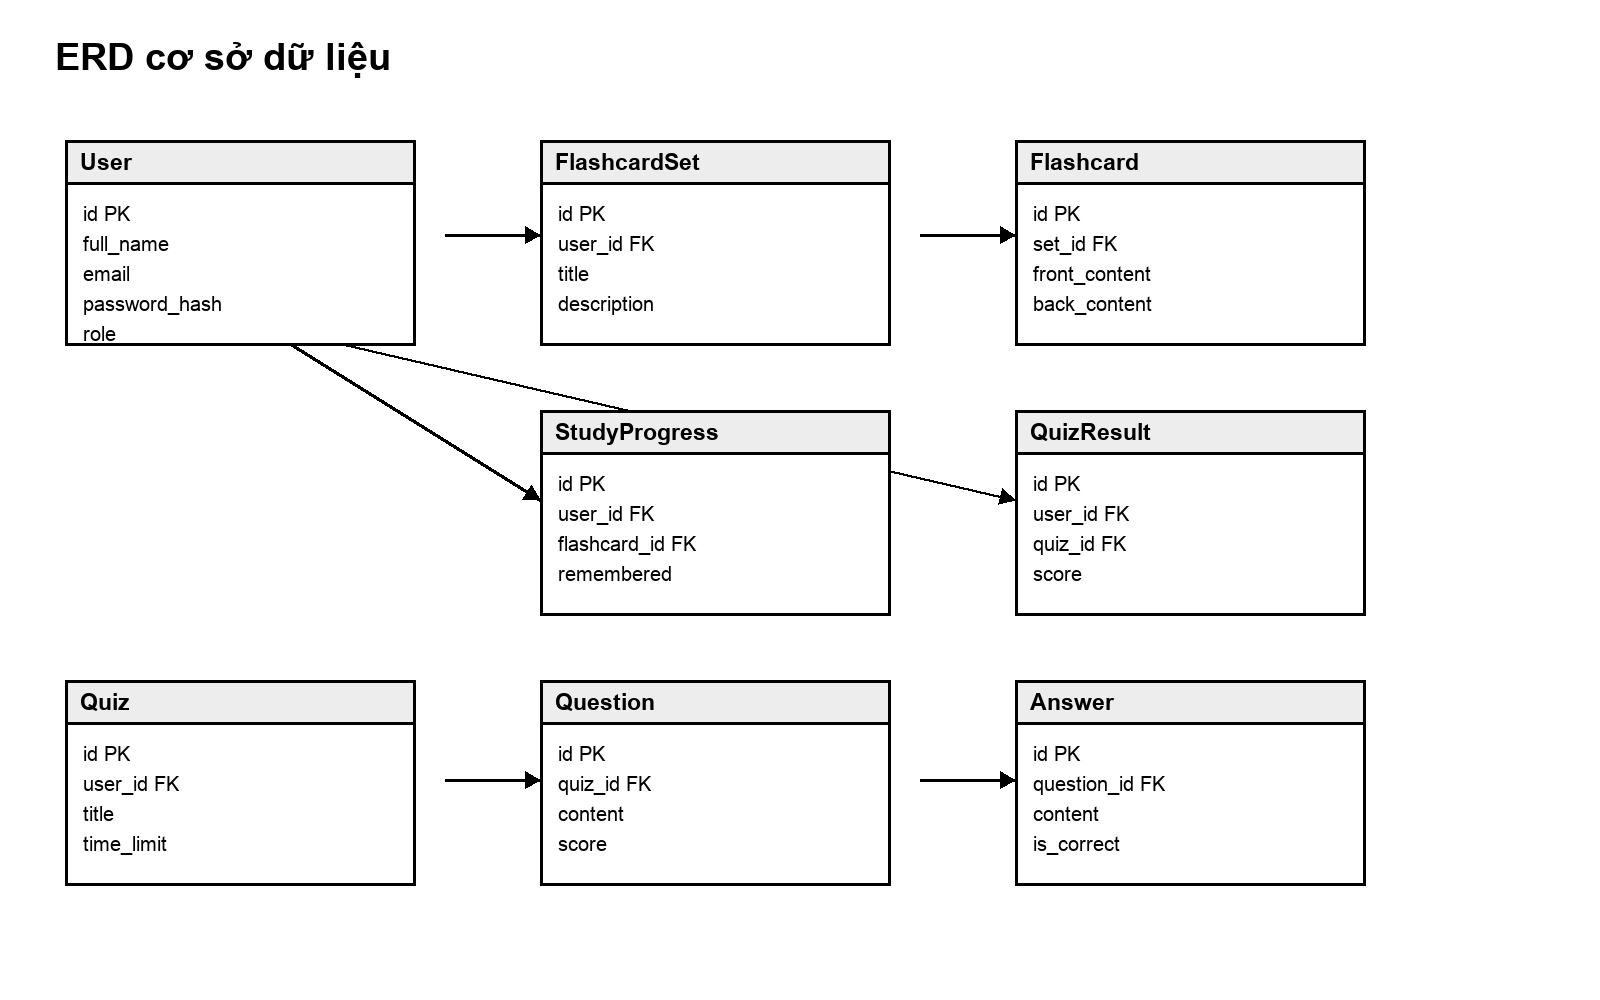 ERD cơ sở dữ liệu
User
id PK
full_name
email
password_hash
role
FlashcardSet
id PK
user_id FK
title
description
Flashcard
id PK
set_id FK
front_content
back_content
StudyProgress
id PK
user_id FK
flashcard_id FK
remembered
QuizResult
id PK
user_id FK
quiz_id FK
score
Quiz
id PK
user_id FK
title
time_limit
Question
id PK
quiz_id FK
content
score
Answer
id PK
question_id FK
content
is_correct